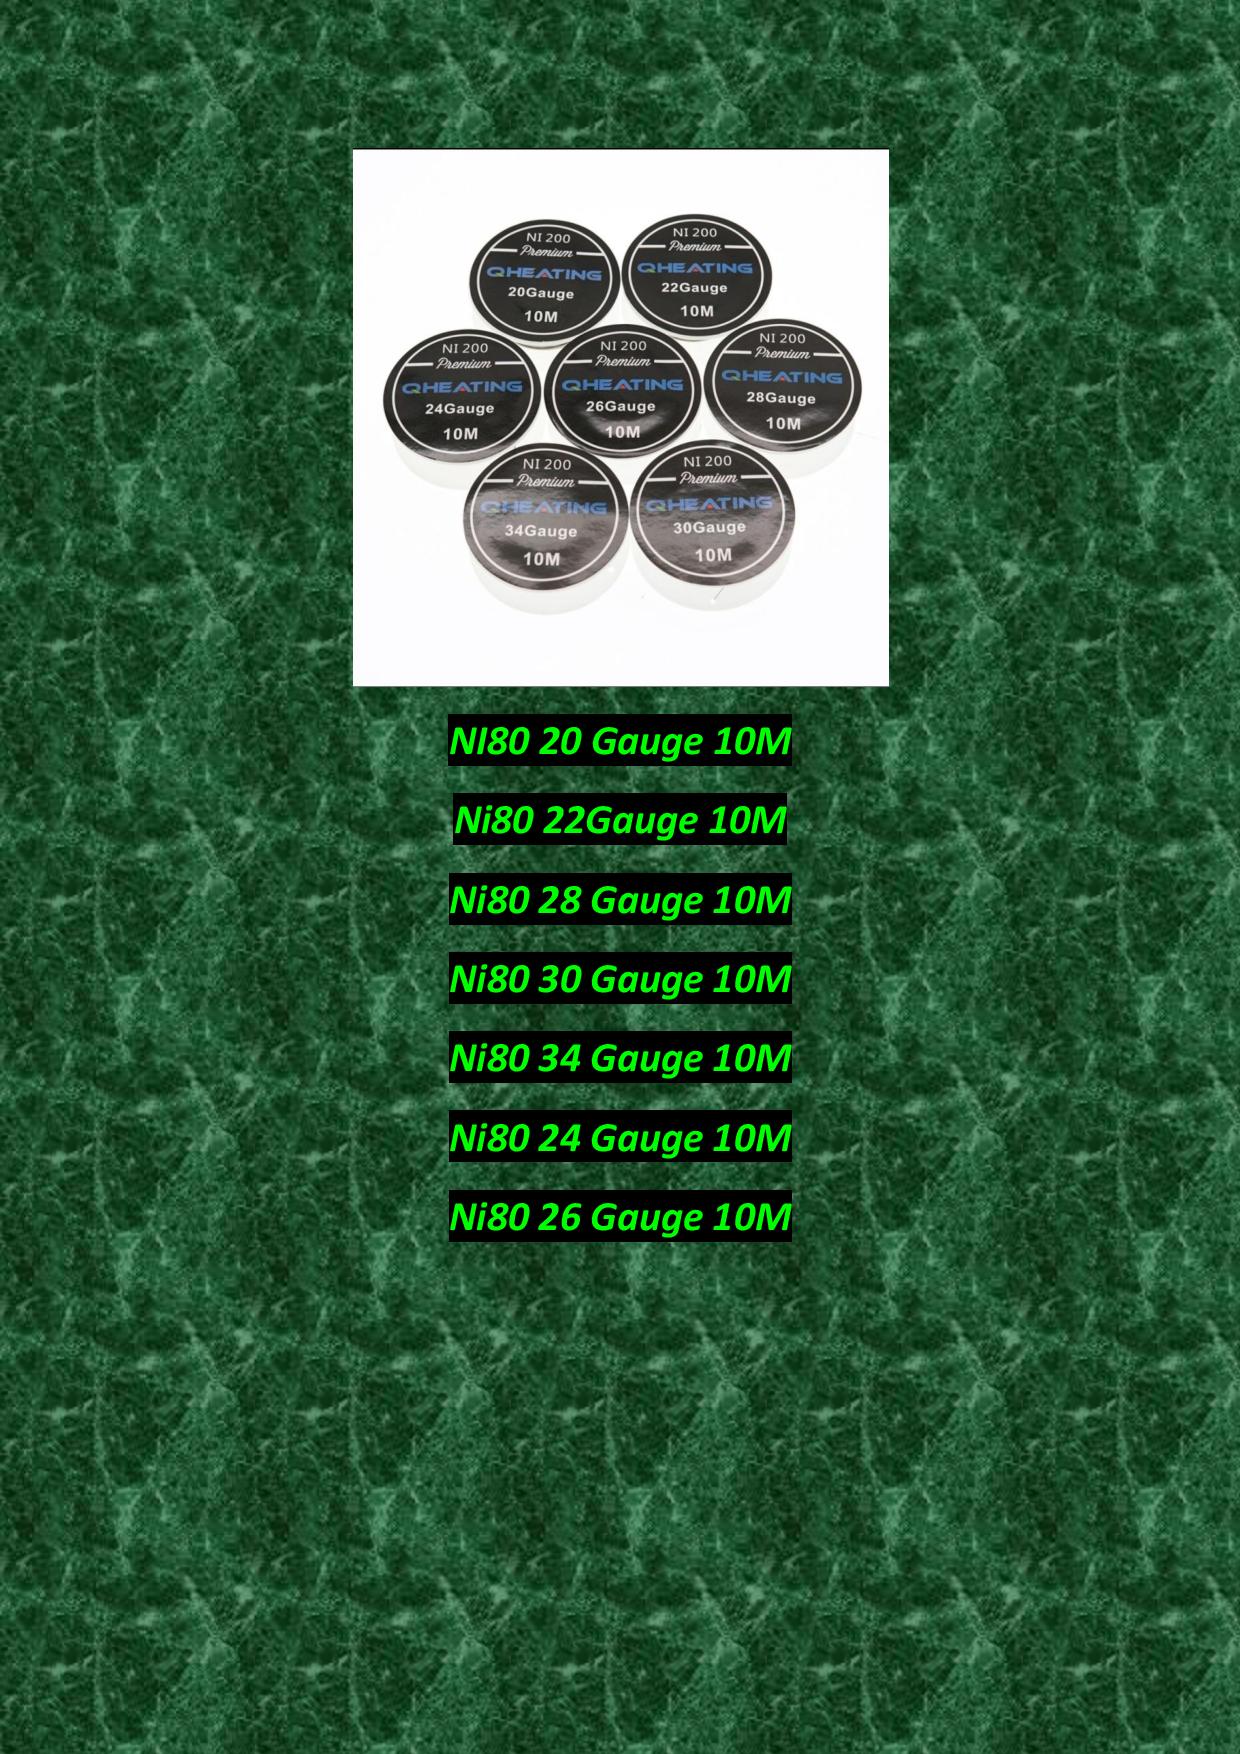 NI 200
Premium
QHEATING
20Gauge
10M
NI 200
Premium
QHEATING
22Gauge
10M
NI 200
Premium
QHEATING
24Gauge
10M
NI 200
Premium
QHEATING
26Gauge
10M
NI 200
Premium
QHEATING
28Gauge
10M
NI 200
Premium
QHEATING
34Gauge
10M
NI 200
Premium
QHEATING
30Gauge
10M
NI80 20 Gauge 10M
Ni80 22Gauge 10M
Ni80 28 Gauge 10M
Ni80 30 Gauge 10M
Ni80 34 Gauge 10M
Ni80 24 Gauge 10M
Ni80 26 Gauge 10M